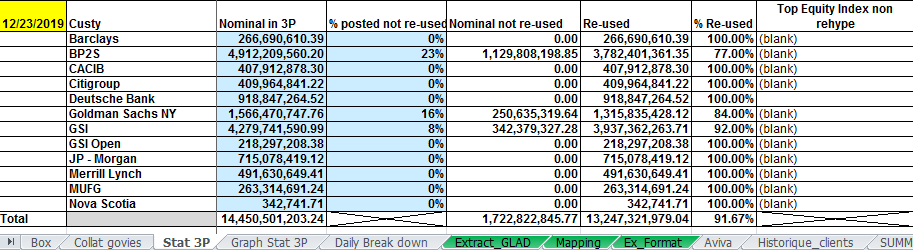 12/23/2019 Custy Nominal in 3P % posted not re-used Nominal not re-used Re-used % Re-used Top Equity Index non rehype
Barclays 266,690,610.39 0% 0.00 266,690,610.39 100.00% (blank)
BP2S 4,912,209,560.20 23% 1,129,808,198.85 3,782,401,361.35 77.00% (blank)
CACIB 407,912,878.30 0% 0.00 407,912,878.30 100.00% (blank)
Citigroup 409,964,841.22 0% 0.00 409,964,841.22 100.00% (blank)
Deutsche Bank 918,847,264.52 0% 0.00 918,847,264.52 100.00%
Goldman Sachs NY 1,566,470,747.76 16% 250,635,319.64 1,315,835,428.12 84.00% (blank)
GSI 4,279,741,590.99 8% 342,379,327.28 3,937,362,263.71 92.00% (blank)
GSI Open 218,297,208.38 0% 0.00 218,297,208.38 100.00% (blank)
JP - Morgan 715,078,419.12 0% 0.00 715,078,419.12 100.00% (blank)
Merrill Lynch 491,630,649.41 0% 0.00 491,630,649.41 100.00% (blank)
MUFG 263,314,691.24 0% 0.00 263,314,691.24 100.00% (blank)
Nova Scotia 342,741.71 0% 0.00 342,741.71 100.00% (blank)
Total 14,450,501,203.24 1,722,822,845.77 13,247,321,979.04 91.67%
Box Collat govies Stat 3P Graph Stat 3P Daily Break down Extract_GLAD Mapping Ex_Format Aviva Historique_clients SUMM